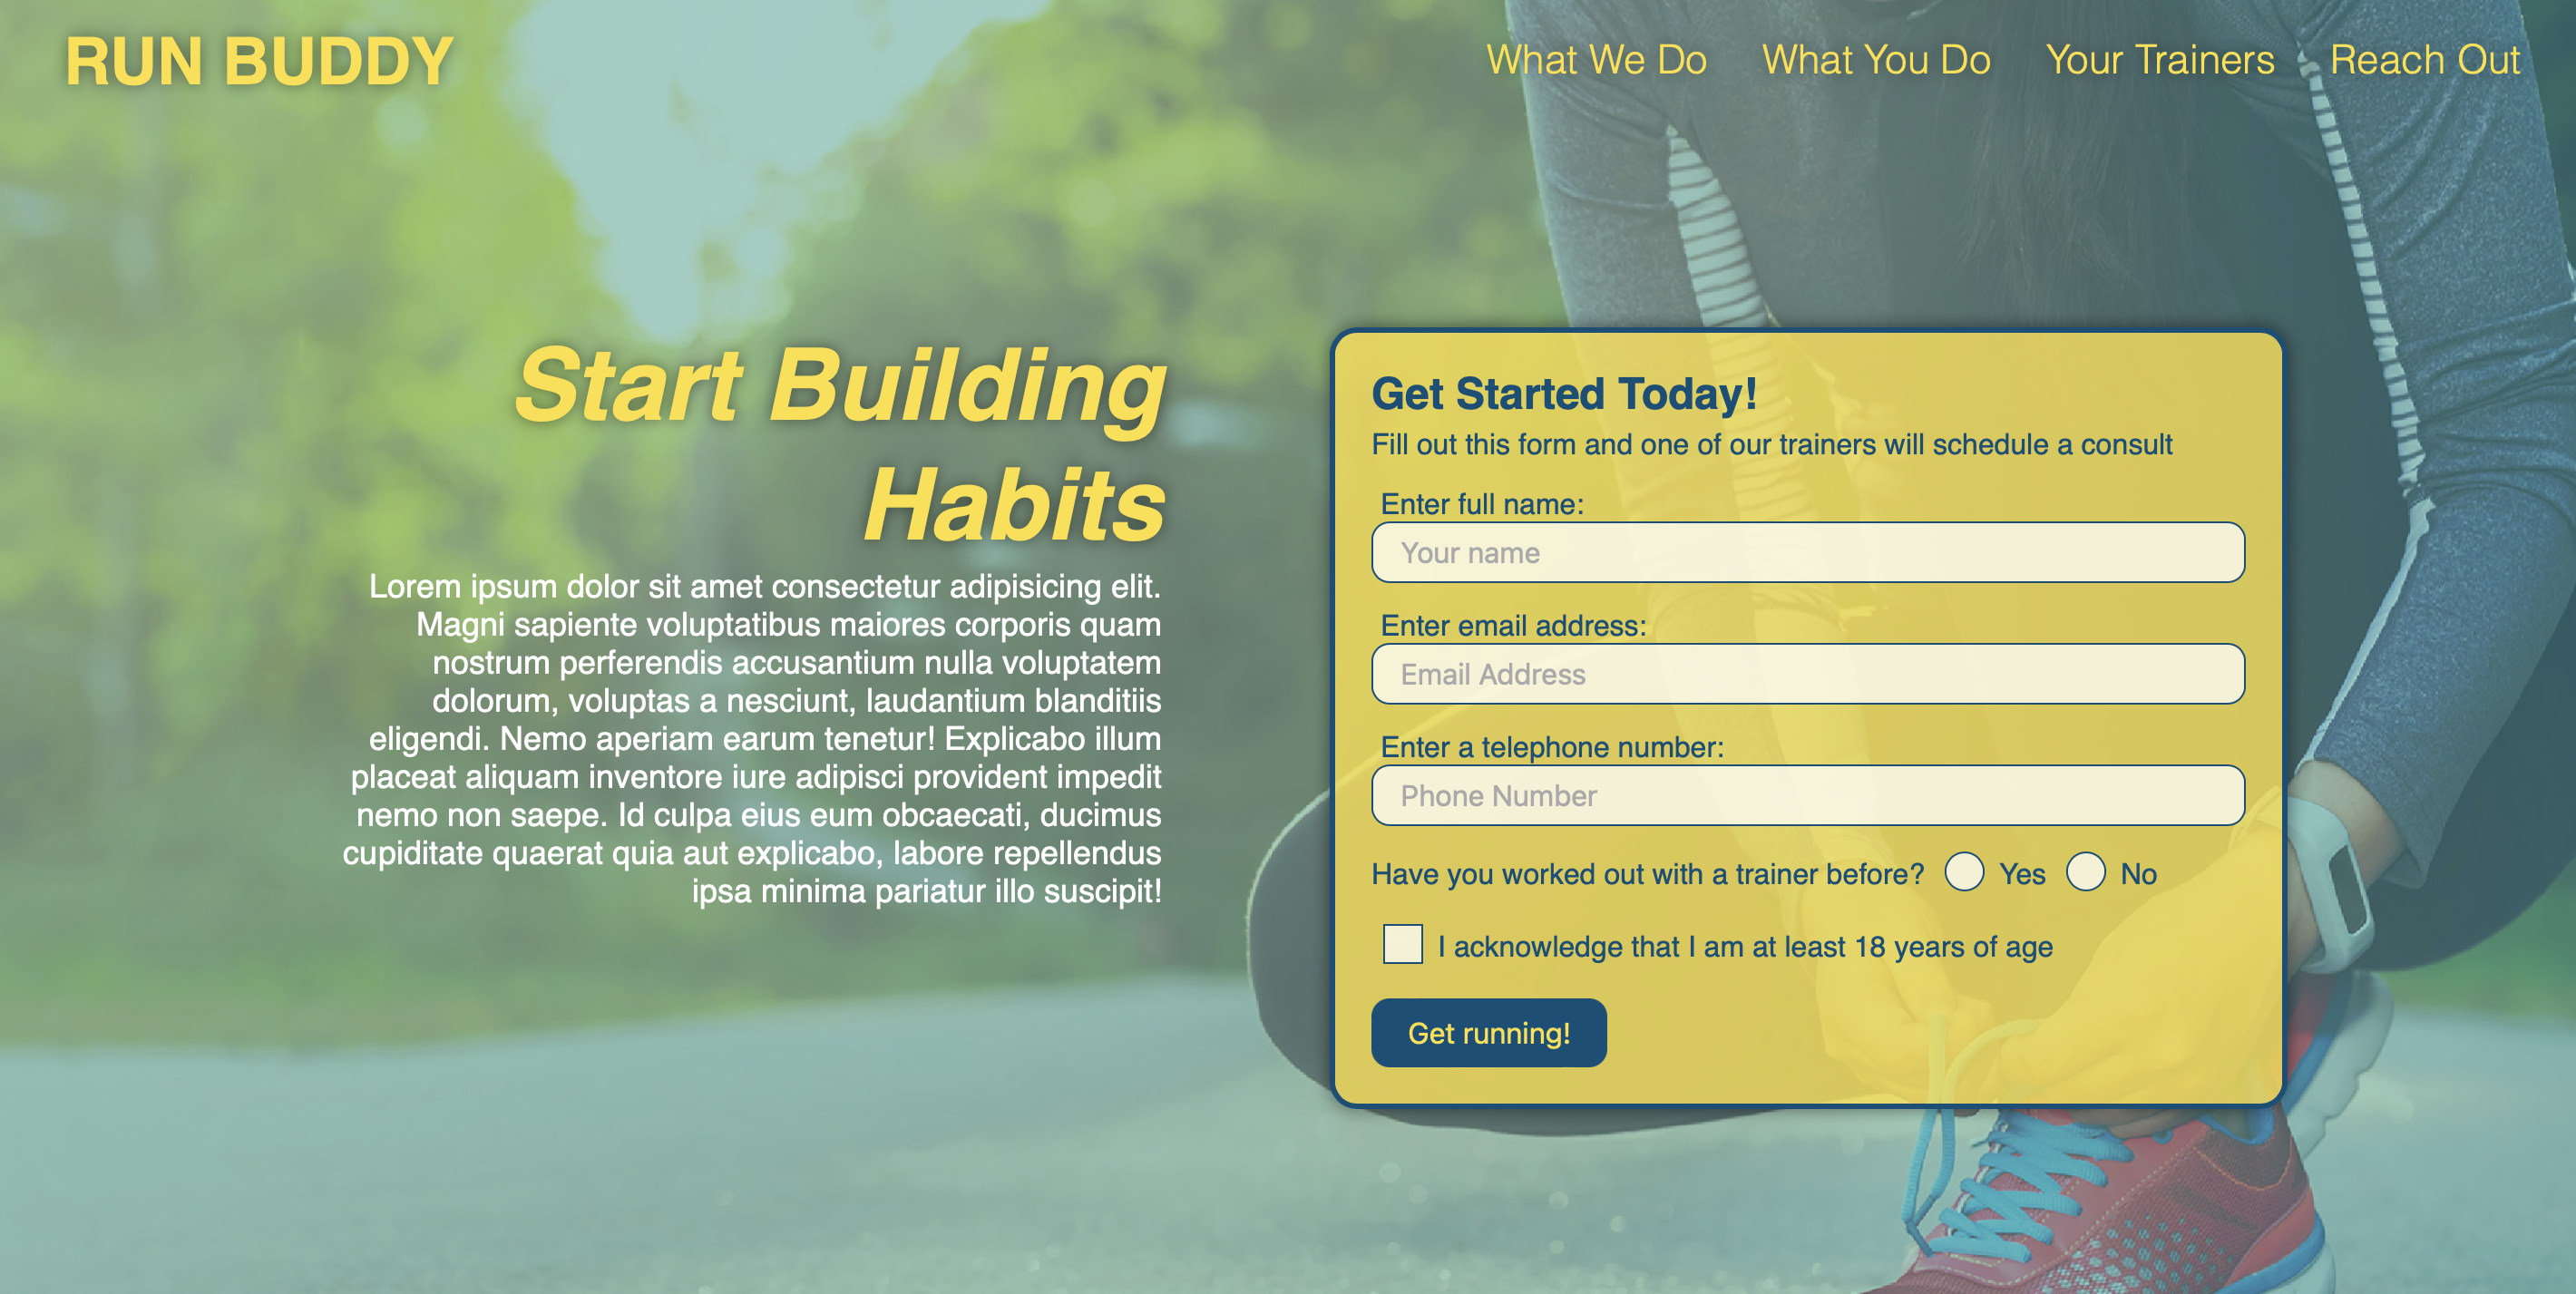 RUN BUDDY
What We Do
What You Do
Your Trainers
Reach Out
Start Building
Habits
Lorem ipsum dolor sit amet consectetur adipisicing elit.
Magni sapiente voluptatibus maiores corporis quam
nostrum perferendis accusantium nulla voluptatem
dolorum, voluptas a nesciunt, laudantium blanditiis
eligendi. Nemo aperiam earum tenetur! Explicabo illum
placeat aliquam inventore iure adipisci provident impedit
nemo non saepe. Id culpa eius eum obcaecati, ducimus
cupiditate quaerat quia aut explicabo, labore repellendus
ipsa minima pariatur illo suscipit!
Get Started Today!
Fill out this form and one of our trainers will schedule a consult
Enter full name:
Your name
Enter email address:
Email Address
Enter a telephone number:
Phone Number
Have you worked out with a trainer before? Yes No
I acknowledge that I am at least 18 years of age
Get running!